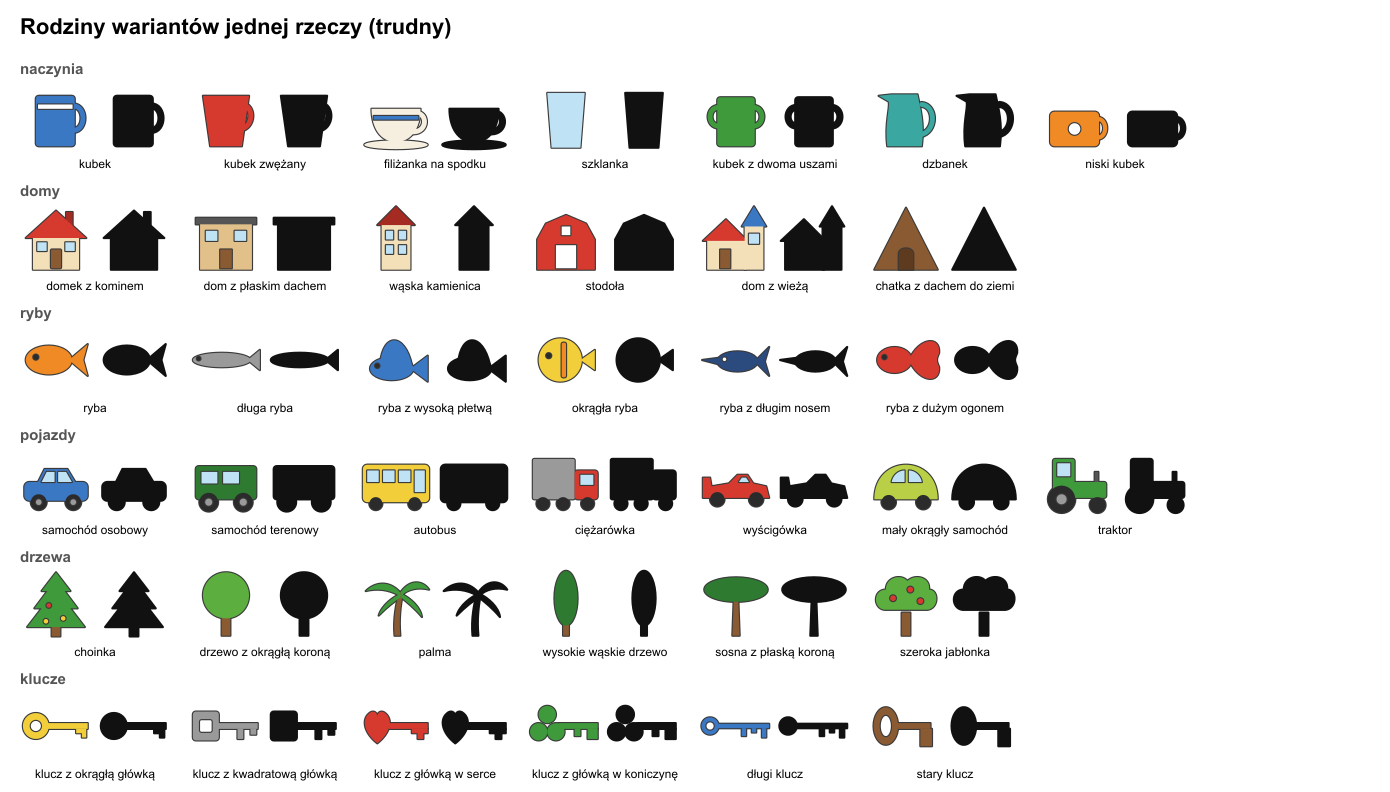 Rodziny wariantów jednej rzeczy (trudny)
naczynia
kubek
kubek zwężany
filiżanka na spodku
szklanka
kubek z dwoma uszami
dzbanek
niski kubek
domy
domek z kominem
dom z płaskim dachem
wąska kamienica
stodoła
dom z wieżą
chatka z dachem do ziemi
ryby
ryba
długa ryba
ryba z wysoką płetwą
okrągła ryba
ryba z długim nosem
ryba z dużym ogonem
pojazdy
samochód osobowy
samochód terenowy
autobus
ciężarówka
wyścigówka
mały okrągły samochód
traktor
drzewa
choinka
drzewo z okrągłą koroną
palma
wysokie wąskie drzewo
sosna z płaską koroną
szeroka jabłonka
klucze
klucz z okrągłą główką
klucz z kwadratową główką
klucz z główką w serce
klucz z główką w koniczynę
długi klucz
stary klucz